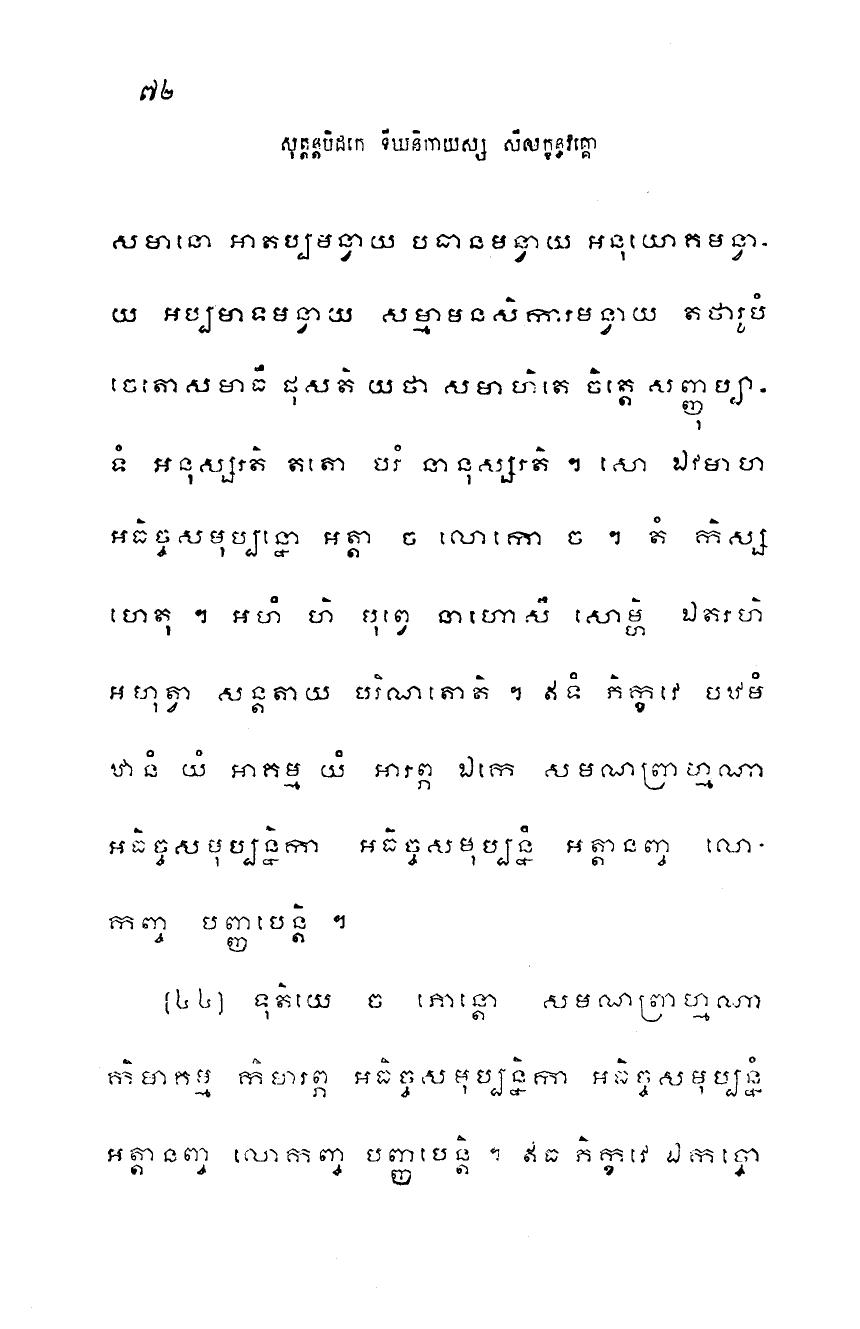 ៧២
សុត្តន្តបិដកេ ទីឃនិកាយស្ស សីលក្ខន្ធវគ្គោ
សមានោ អាតប្បមន្វាយ បធានមន្វាយ អនុយោគមន្វា-
យ អប្បមាទមន្វាយ សម្មាមនសិការមន្វាយ តថារូបំ
ចេតោសមាធឹ ផុសតិ យថា សមាហិតេ ចិត្តេ សញ្ញុប្បា-
ទំ អនុស្សរតិ តតោ បរំ នានុស្សរតិ ។ សោ ឯវមាហ
អធិច្ចសមុប្បន្នោ អត្តា ច លោកោ ច ។ តំ កិស្ស
ហេតុ ។ អហំ ហិ បុព្វេ នាហោសឹ សោម្ហិ ឯតរហិ
អហុត្វា សន្តតាយ បរិណតោតិ ។ ឥទំ ភិក្ខវេ បឋមំ
ឋានំ យំ អាគម្ម យំ អារព្ភ ឯកេ សមណព្រាហ្មណា
អធិច្ចសមុប្បន្និកា អធិច្ចសមុប្បន្នំ អត្តានញ្ច លោ-
កញ្ច បញ្ញាបេន្តិ ។
[៤៤] ទុតិយេ ច ភោន្តោ សមណព្រាហ្មណា
កិមាគម្ម កិមារព្ភ អធិច្ចសមុប្បន្និកា អធិច្ចសមុប្បន្នំ
អត្តានញ្ច លោកញ្ច បញ្ញាបេន្តិ ។ ឥធ ភិក្ខវេ ឯកច្ចោ